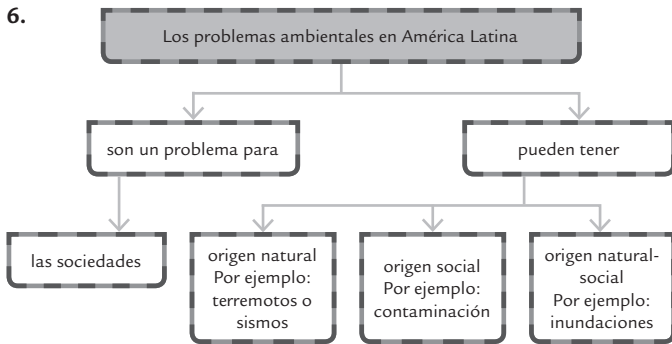 6.
Los problemas ambientales en América Latina
son un problema para
pueden tener
las sociedades
origen natural
Por ejemplo:
terremotos o
sismos
origen social
Por ejemplo:
contaminación
origen natural-
social
Por ejemplo:
inundaciones